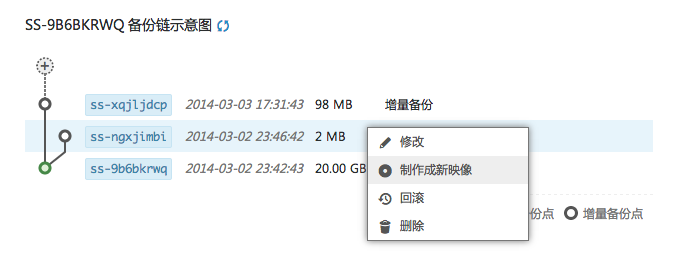 SS-9B6BKRWQ 备份链示意图
ss-xqjljdcp 2014-03-03 17:31:43 98 MB 增量备份
ss-ngxjimbi 2014-03-02 23:46:42 2 MB
修改
ss-9b6bkrwq 2014-03-02 23:42:43 20.00 GB
制作成新映像
回滚
份点 增量备份点
删除